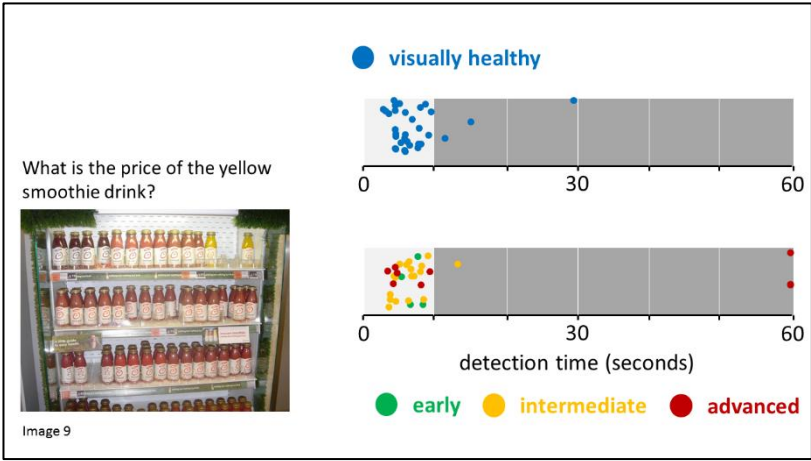 visually healthy
0 30 60
What is the price of the yellow
smoothie drink?
0 30 60
detection time (seconds)
early intermediate advanced
Image 9